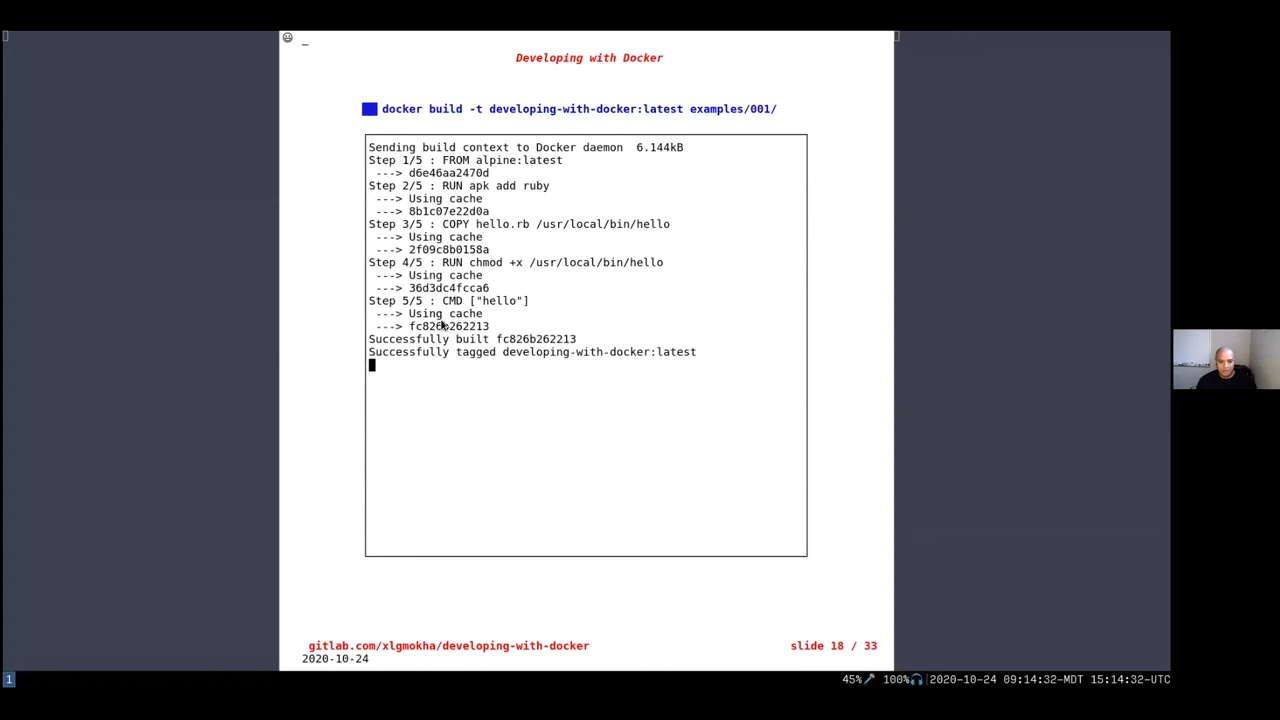 Developing with Docker
docker build -t developing-with-docker:latest examples/001/
Sending build context to Docker daemon  6.144kB
Step 1/5 : FROM alpine:latest
 ---> d6e46aa2470d
Step 2/5 : RUN apk add ruby
 ---> Using cache
 ---> 8b1c07e22d0a
Step 3/5 : COPY hello.rb /usr/local/bin/hello
 ---> Using cache
 ---> 2f09c8b0158a
Step 4/5 : RUN chmod +x /usr/local/bin/hello
 ---> Using cache
 ---> 36d3dc4fcca6
Step 5/5 : CMD ["hello"]
 ---> Using cache
 ---> fc826b262213
Successfully built fc826b262213
Successfully tagged developing-with-docker:latest
gitlab.com/xlgmokha/developing-with-docker slide 18 / 33
2020-10-24
1 45% 100% 2020-10-24 09:14:32-MDT 15:14:32-UTC